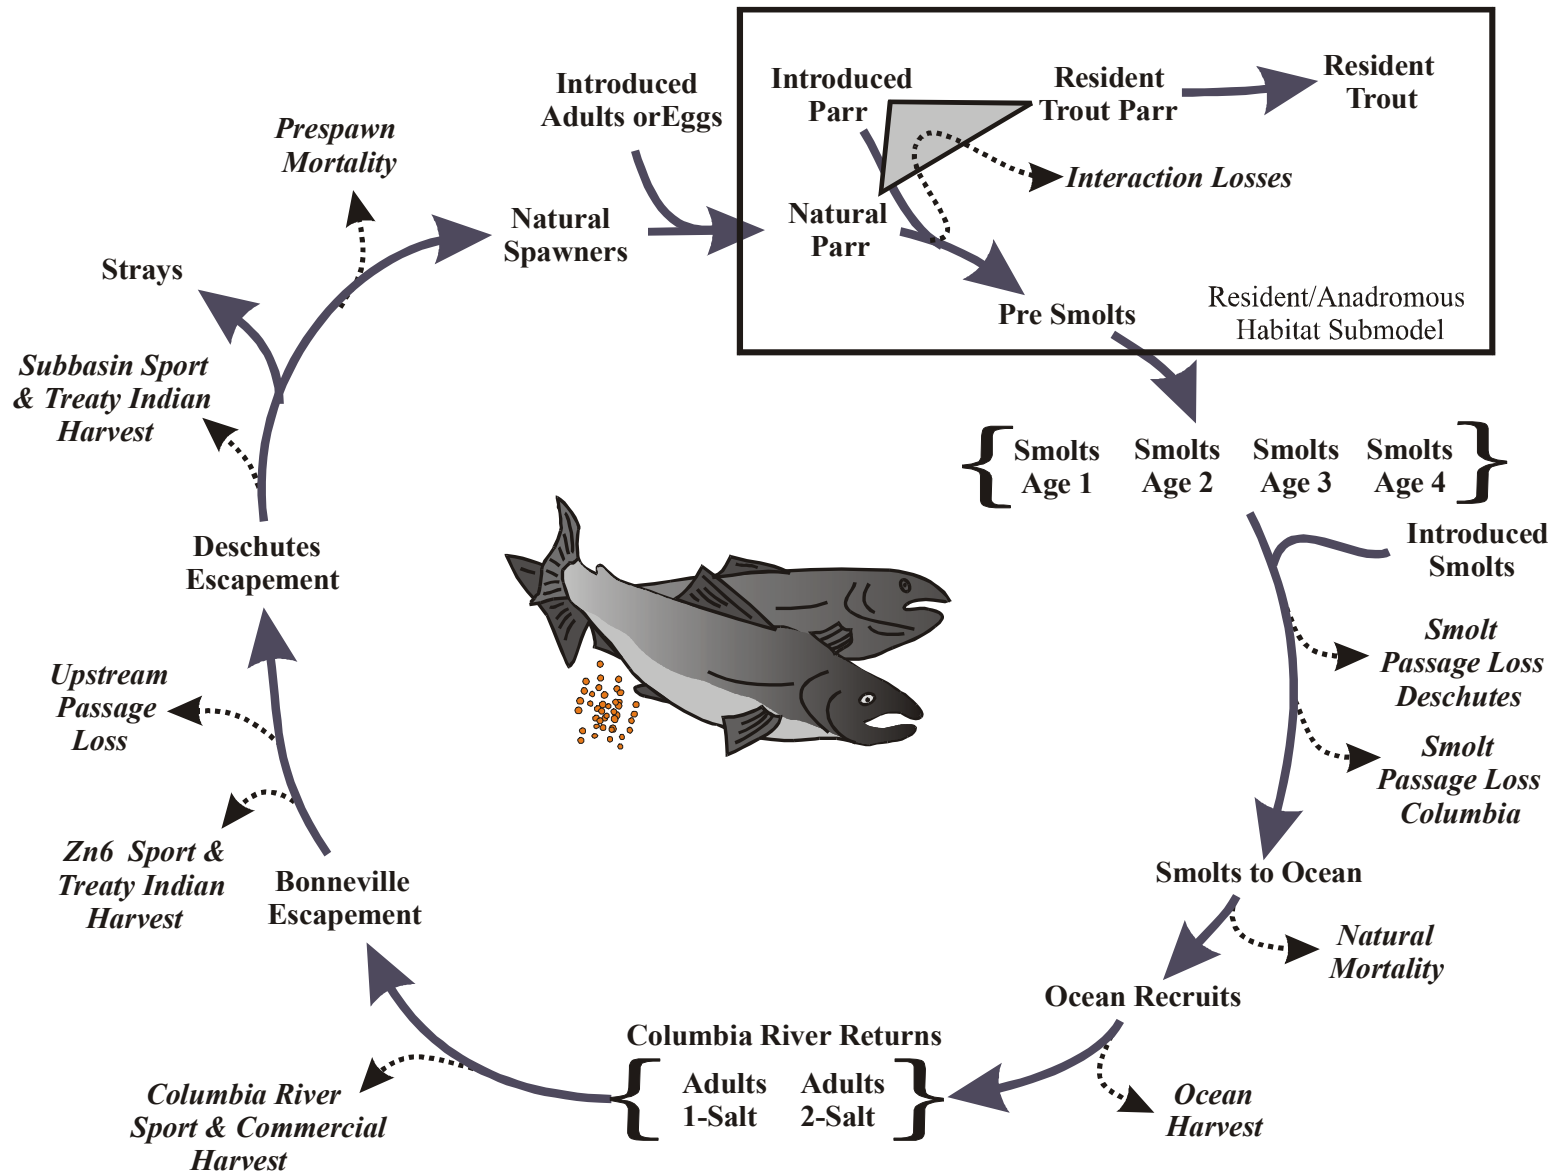 Introduced
Adults orEggs
Introduced
Parr
Resident
Trout Parr
Resident
Trout
Interaction Losses
Natural
Parr
Pre Smolts
Resident/Anadromous
Habitat Submodel
Prespawn
Mortality
Natural
Spawners
Strays
Subbasin Sport
& Treaty Indian
Harvest
{
Smolts
Age 1
Smolts
Age 2
Smolts
Age 3
Smolts
Age 4
}
Introduced
Smolts
Smolt
Passage Loss
Deschutes
Smolt
Passage Loss
Columbia
Smolts to Ocean
Natural
Mortality
Ocean Recruits
Ocean
Harvest
Columbia River Returns
{
Adults
1-Salt
Adults
2-Salt
}
Columbia River
Sport & Commercial
Harvest
Bonneville
Escapement
Zn6 Sport &
Treaty Indian
Harvest
Upstream
Passage
Loss
Deschutes
Escapement